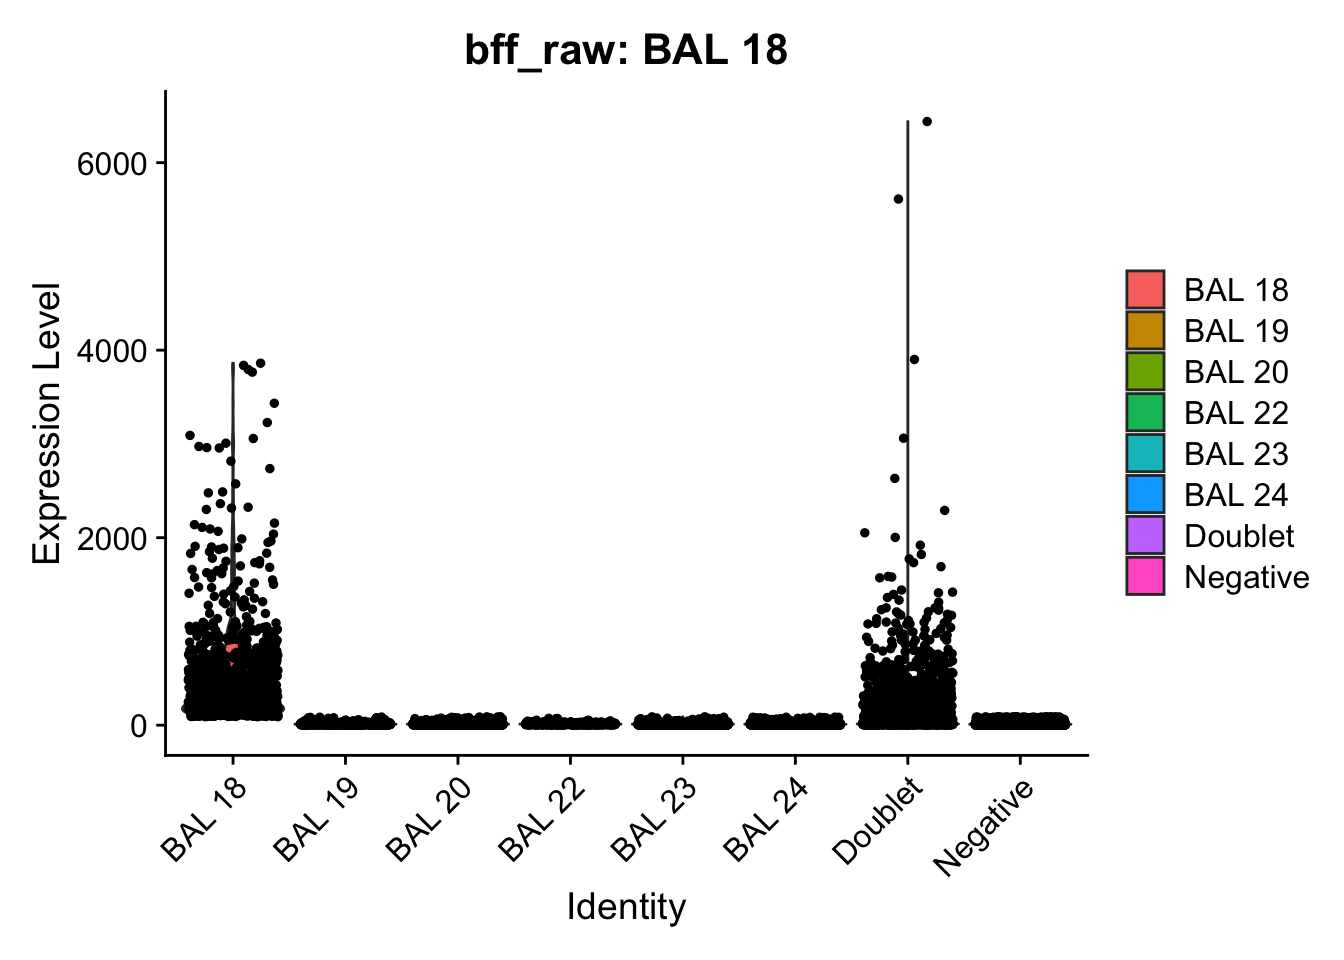 bff_raw: BAL 18
Expression Level
6000
4000
2000
0
BAL 18
BAL 19
BAL 20
BAL 22
BAL 23
BAL 24
Doublet
Negative
Identity
BAL 18
BAL 19
BAL 20
BAL 22
BAL 23
BAL 24
Doublet
Negative